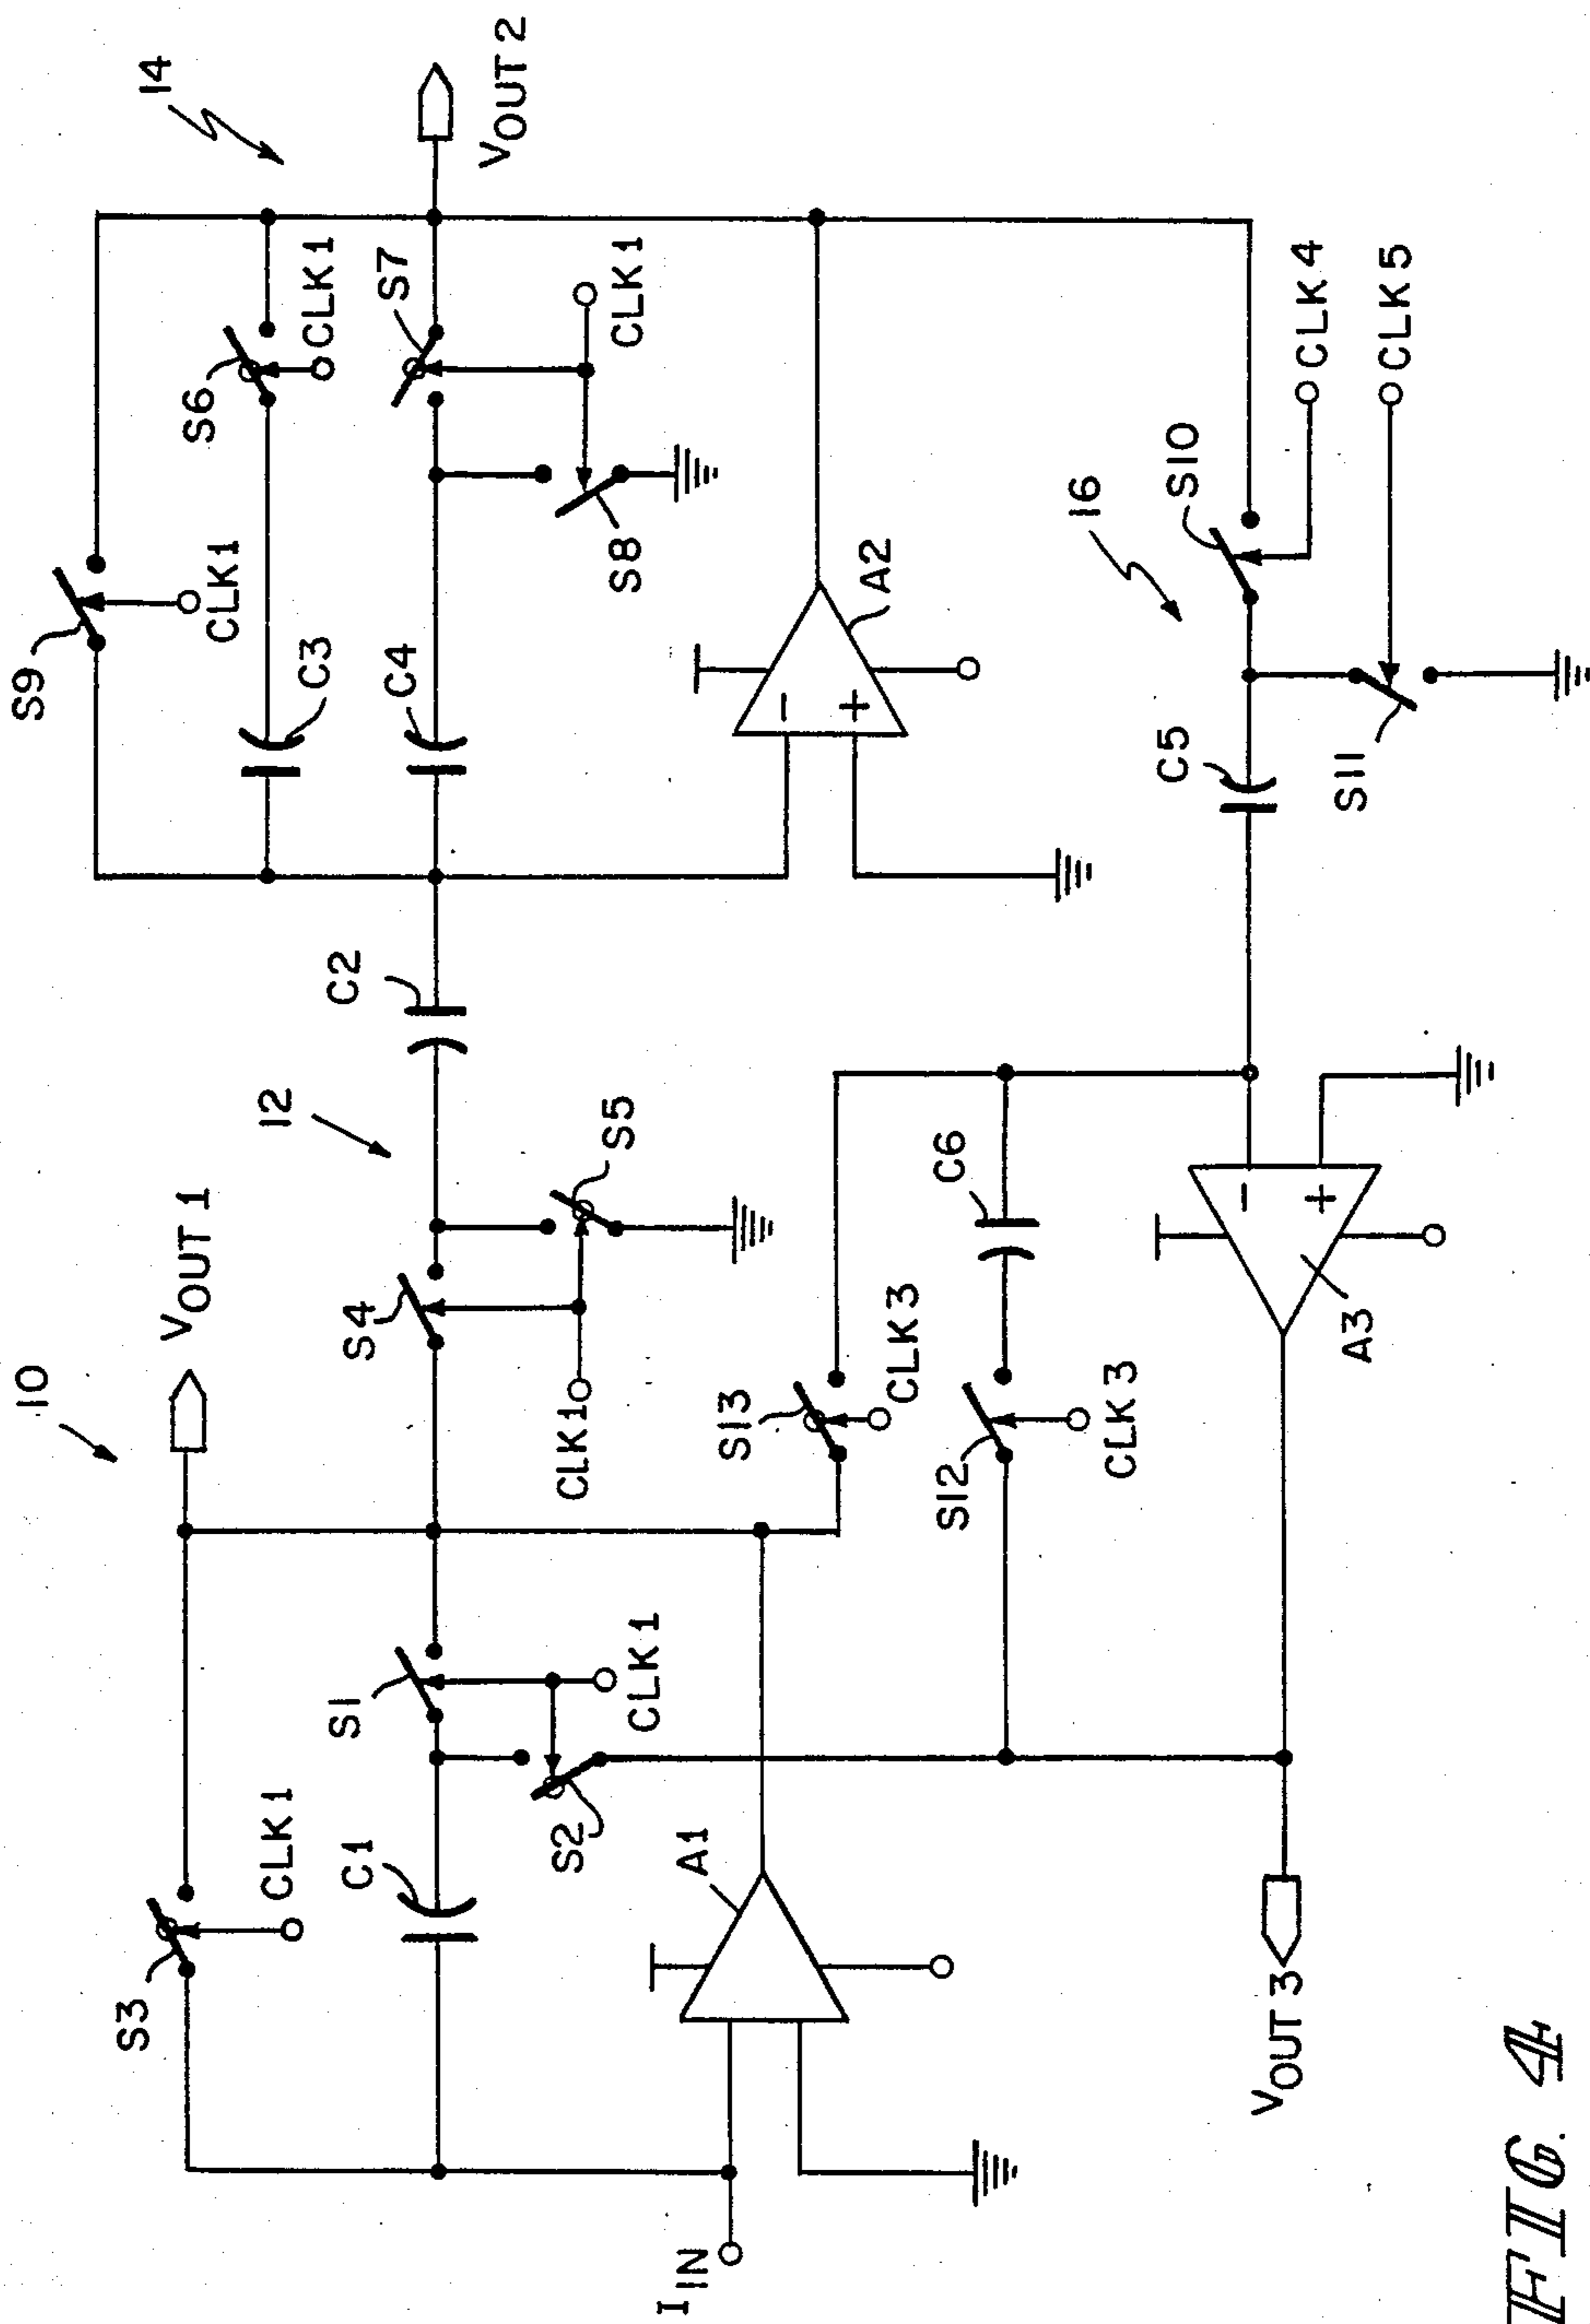 10
VOUT 1
12
14
VOUT 2
S9
CLK1
C3
S6
CLK1
C4
S7
S8
CLK1
C2
S4
S5
CLK1
S3
CLK1
C1
S1
S2
CLK1
A1
A2
IIN
S13
CLK3
C6
S12
CLK3
16
S10
CLK4
C5
S11
CLK5
A3
VOUT 3
- +
- +
FIG. 4